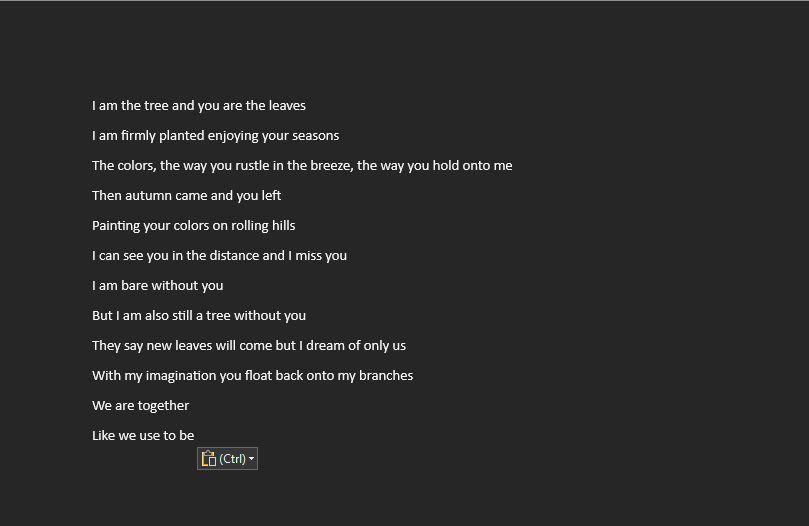 I am the tree and you are the leaves
I am firmly planted enjoying your seasons
The colors, the way you rustle in the breeze, the way you hold onto me
Then autumn came and you left
Painting your colors on rolling hills
I can see you in the distance and I miss you
I am bare without you
But I am also still a tree without you
They say new leaves will come but I dream of only us
With my imagination you float back onto my branches
We are together
Like we use to be
(Ctrl)